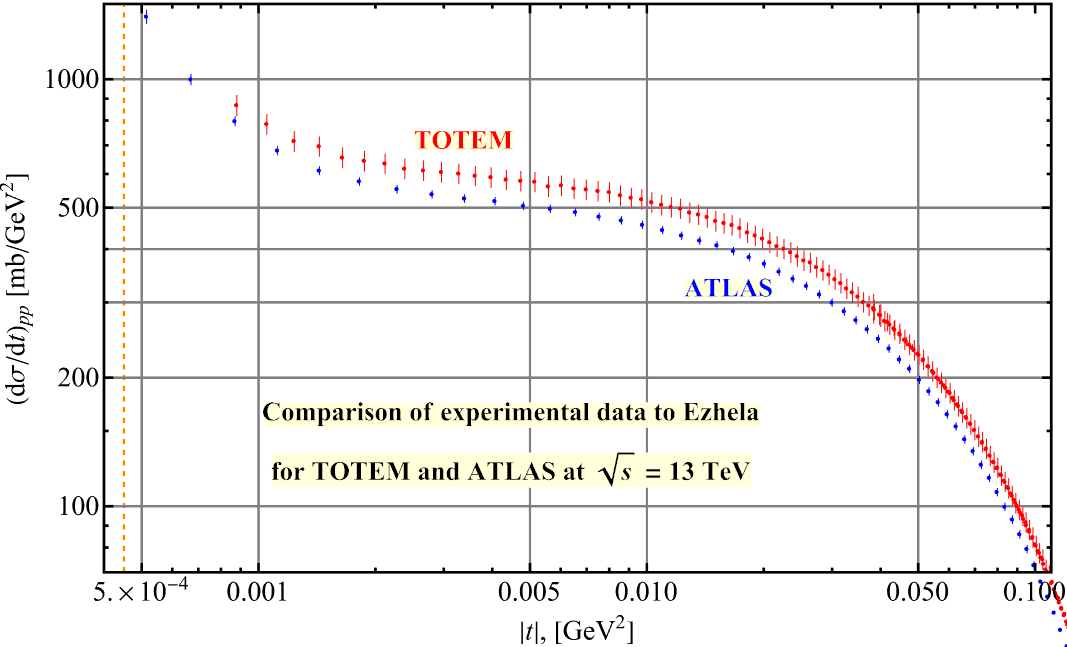 1000
TOTEM
500
(dσ/dt)pp [mb/GeV²]
ATLAS
200
Comparison of experimental data to Ezhela
for TOTEM and ATLAS at √s = 13 TeV
100
5.×10⁻⁴ 0.001 0.005 0.010 0.050 0.100
|t|, [GeV²]